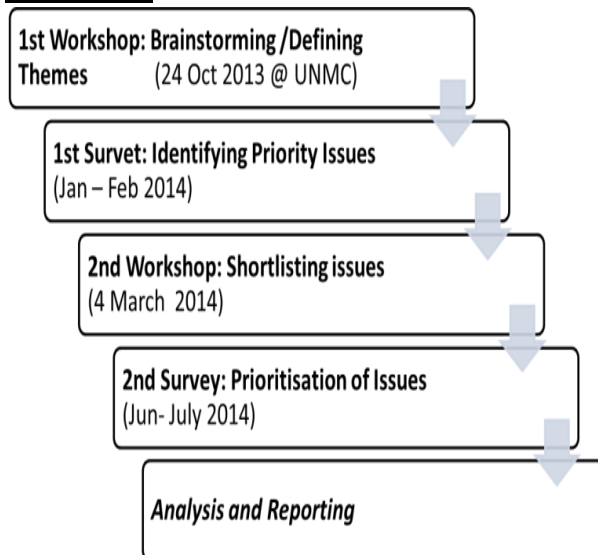 1st Workshop: Brainstorming /Defining
Themes (24 Oct 2013 @ UNMC)
1st Survet: Identifying Priority Issues
(Jan – Feb 2014)
2nd Workshop: Shortlisting issues
(4 March 2014)
2nd Survey: Prioritisation of Issues
(Jun- July 2014)
Analysis and Reporting